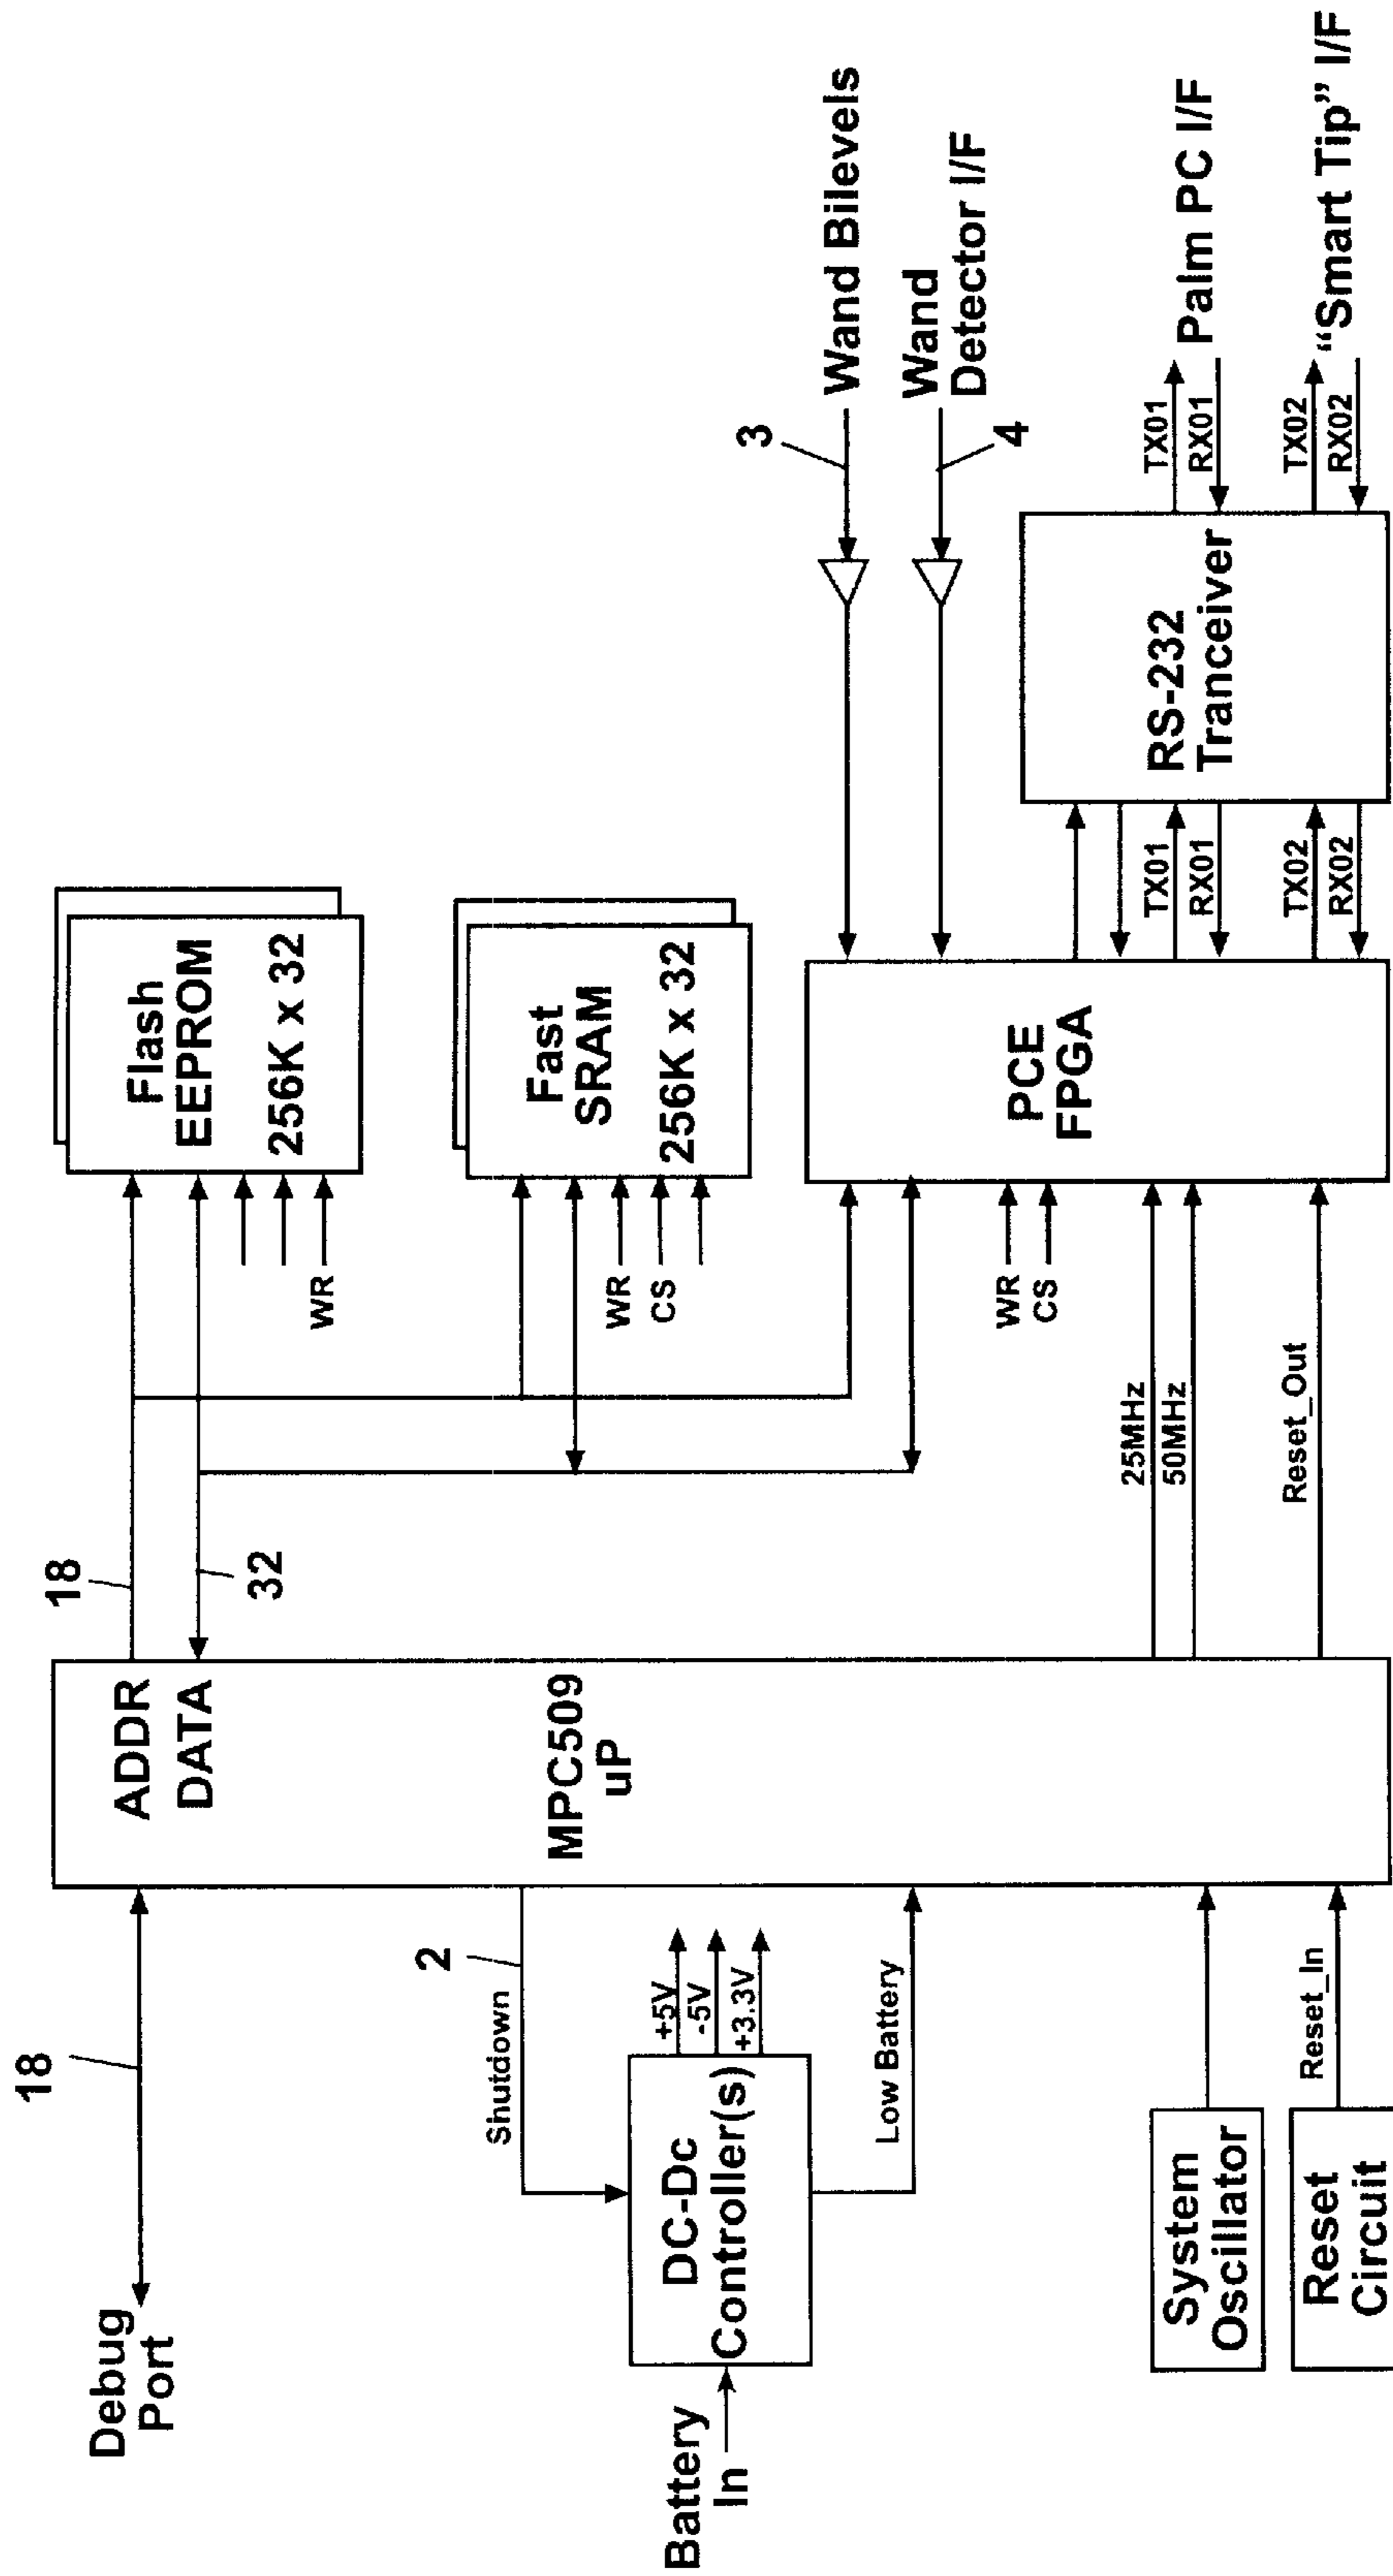 18
Debug
Port
ADDR
DATA
18
32
Flash
EEPROM
256K x 32
WR
MPC509
uP
2
Shutdown
Fast
SRAM
256K x 32
WR
CS
Battery
In
DC-Dc
Controller(s)
+5V
-5V
+3.3V
Low Battery
3
Wand Bilevels
Wand
Detector I/F
4
PCE
FPGA
WR
CS
25MHz
50MHz
Reset_Out
System
Oscillator
Reset
Circuit
Reset_In
RS-232
Tranceiver
TX01
RX01
TX02
RX02
TX01
RX01
TX02
RX02
Palm PC I/F
“Smart Tip” I/F